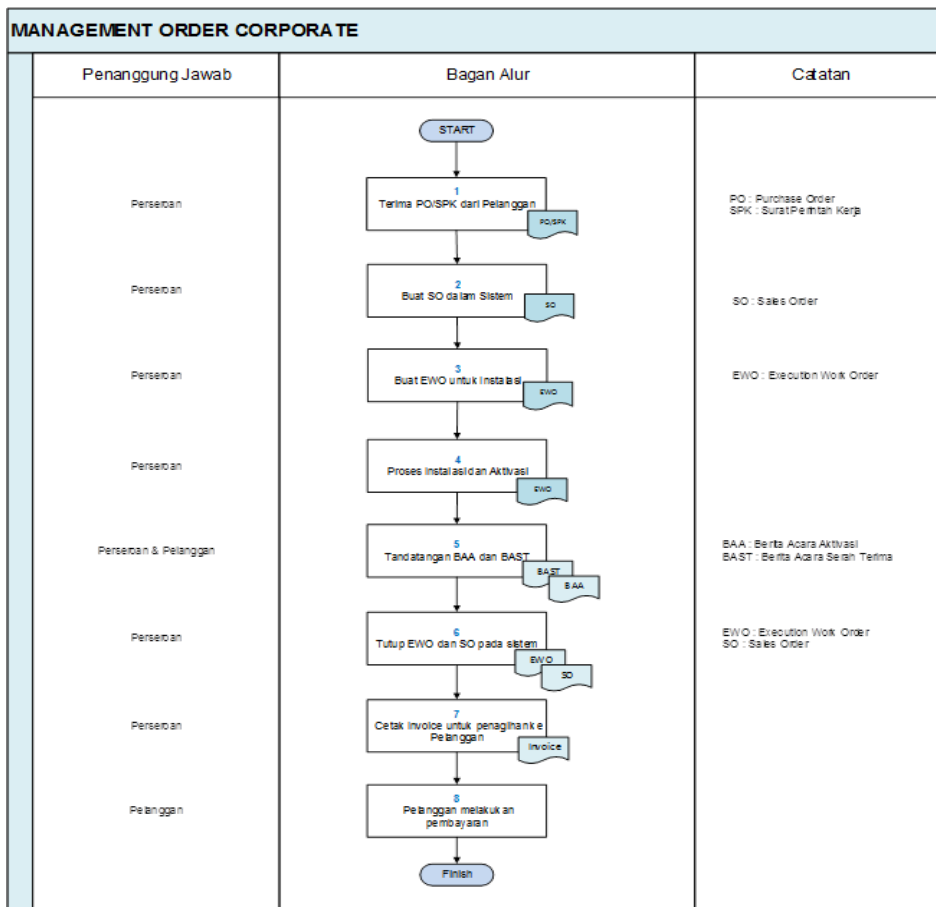 MANAGEMENT ORDER CORPORATE
Penanggung Jawab
Bagan Alur
Catatan
START
Perseroan
1
Terima PO/SPK dari Pelanggan
PO/SPK
PO : Purchase Order
SPK : Surat Perintah Kerja
Perseroan
2
Buat SO dalam Sistem
SO
SO : Sales Order
Perseroan
3
Buat EWO untuk Instalasi
EWO
EWO : Execution Work Order
Perseroan
4
Proses Instalasi dan Aktivasi
EWO
Perseroan & Pelanggan
5
Tandatangan BAA dan BAST
BAST
BAA
BAA : Berita Acara Aktivasi
BAST : Berita Acara Serah Terima
Perseroan
6
Tutup EWO dan SO pada sistem
EWO
SO
EWO : Execution Work Order
SO : Sales Order
Perseroan
7
Cetak Invoice untuk penagihan ke
Pelanggan
Invoice
Pelanggan
8
Pelanggan melakukan
pembayaran
Finish